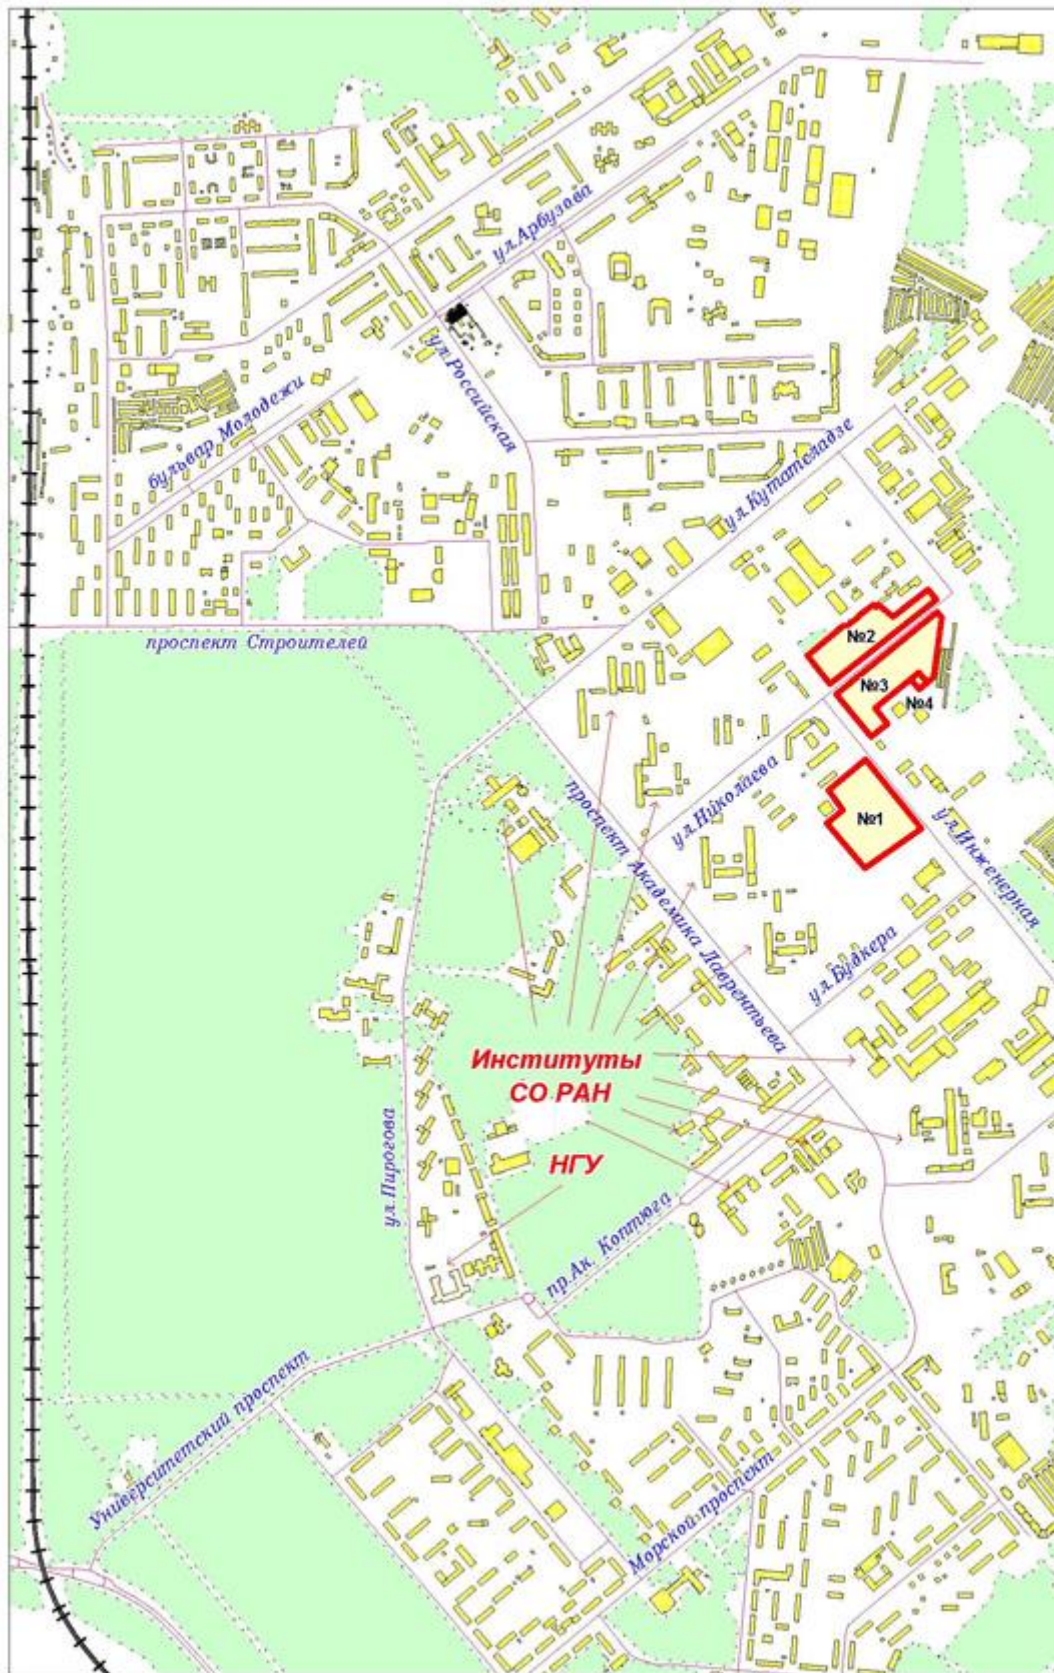 ул.Арбузова
ул.Российская
бульвар Молодежи
ул.Кутателадзе
проспект Строителей
№2
№3
№4
ул.Николаева
№1
ул.Инженерная
проспект Академика Лаврентьева
ул.Будкера
Институты
СО РАН
НГУ
ул.Пирогова
пр.Ак. Коптюга
Университетский проспект
Морской проспект